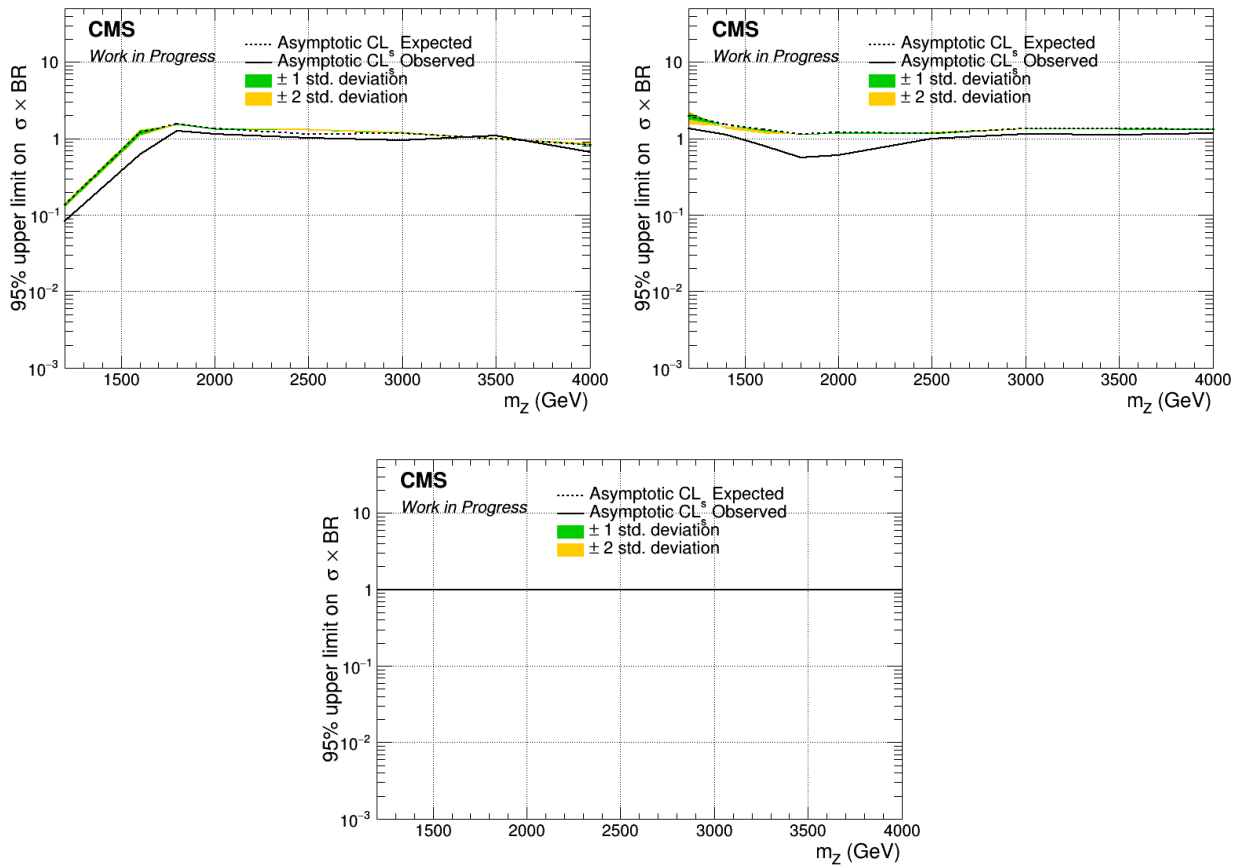 CMS
Work in Progress
Asymptotic CLs Expected
Asymptotic CLs Observed
± 1 std. deviation
± 2 std. deviation
95% upper limit on σ × BR
10
1
10⁻¹
10⁻²
10⁻³
1500 2000 2500 3000 3500 4000
mZ (GeV)
CMS
Work in Progress
Asymptotic CLs Expected
Asymptotic CLs Observed
± 1 std. deviation
± 2 std. deviation
95% upper limit on σ × BR
10
1
10⁻¹
10⁻²
10⁻³
1500 2000 2500 3000 3500 4000
mZ (GeV)
CMS
Work in Progress
Asymptotic CLs Expected
Asymptotic CLs Observed
± 1 std. deviation
± 2 std. deviation
95% upper limit on σ × BR
10
1
10⁻¹
10⁻²
10⁻³
1500 2000 2500 3000 3500 4000
mZ (GeV)